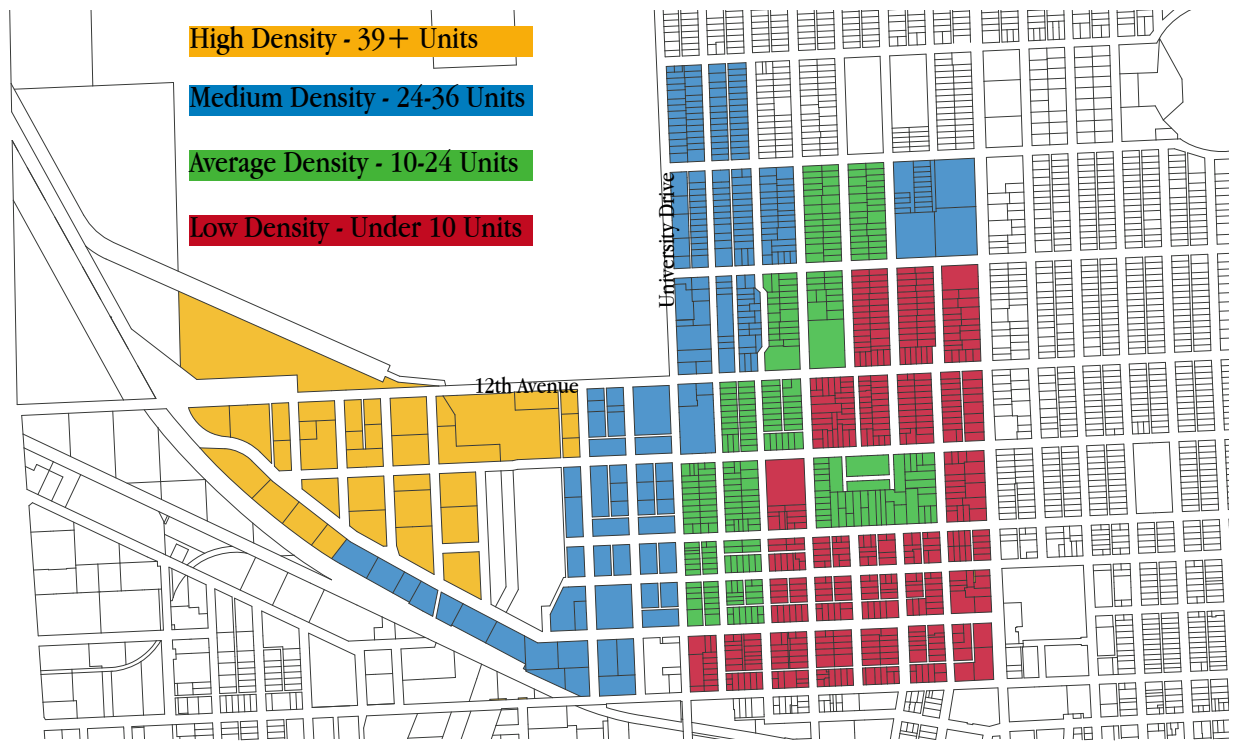 High Density - 39+ Units
Medium Density - 24-36 Units
Average Density - 10-24 Units
Low Density - Under 10 Units
University Drive
12th Avenue